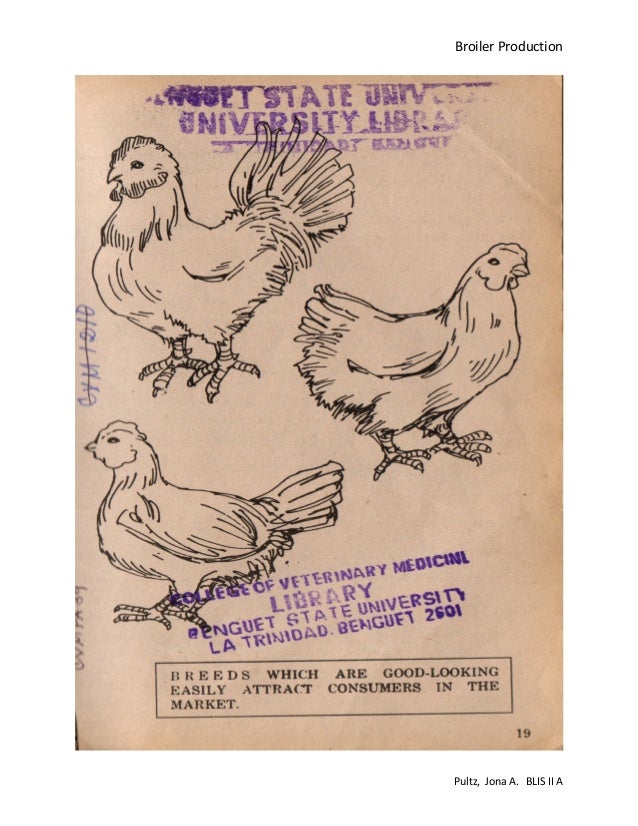 Broiler Production
STATE
UNIVERSITY
COLLEGE OF VETERINARY MEDICINE
LIBRARY
BENGUET STATE UNIVERSITY
LA TRINIDAD, BENGUET 2601
BREEDS WHICH ARE GOOD-LOOKING
EASILY ATTRACT CONSUMERS IN THE
MARKET.
19
Pultz, Jona A. BLIS II A